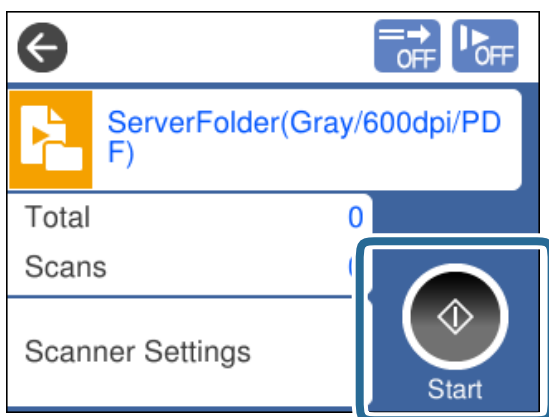 OFF OFF
ServerFolder(Gray/600dpi/PD
F)
Total 0
Scans
Scanner Settings
Start